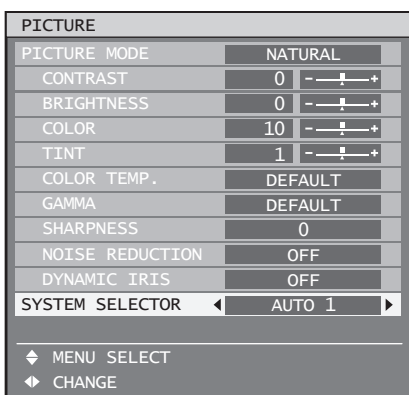 PICTURE
PICTURE MODE NATURAL
CONTRAST 0 - +
BRIGHTNESS 0 - +
COLOR 10 - +
TINT 1 - +
COLOR TEMP. DEFAULT
GAMMA DEFAULT
SHARPNESS 0
NOISE REDUCTION OFF
DYNAMIC IRIS OFF
SYSTEM SELECTOR AUTO 1
MENU SELECT
CHANGE